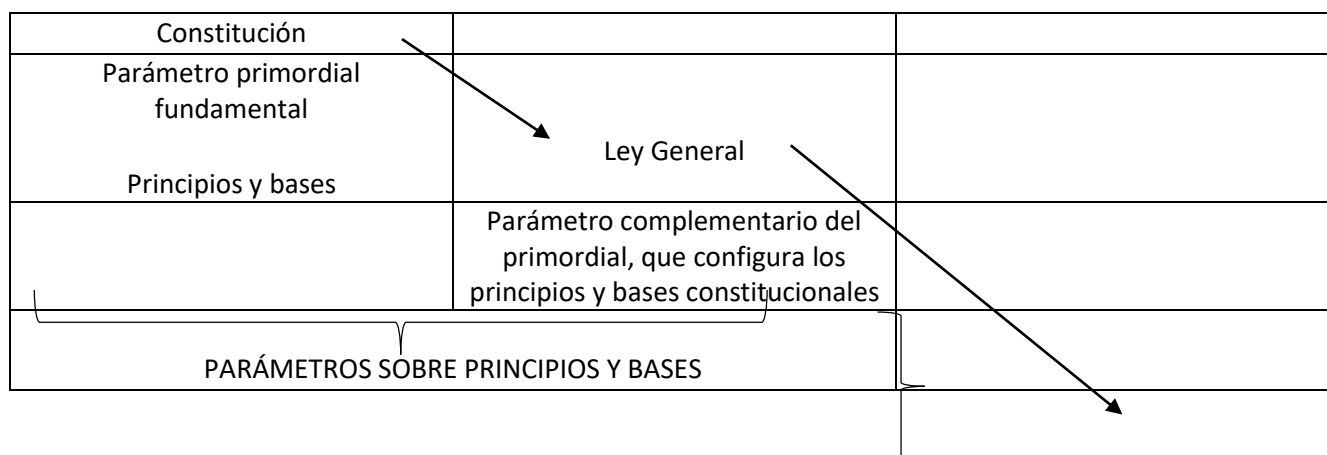 Constitución
Parámetro primordial
fundamental
Principios y bases
Ley General
Parámetro complementario del
primordial, que configura los
principios y bases constitucionales
PARÁMETROS SOBRE PRINCIPIOS Y BASES